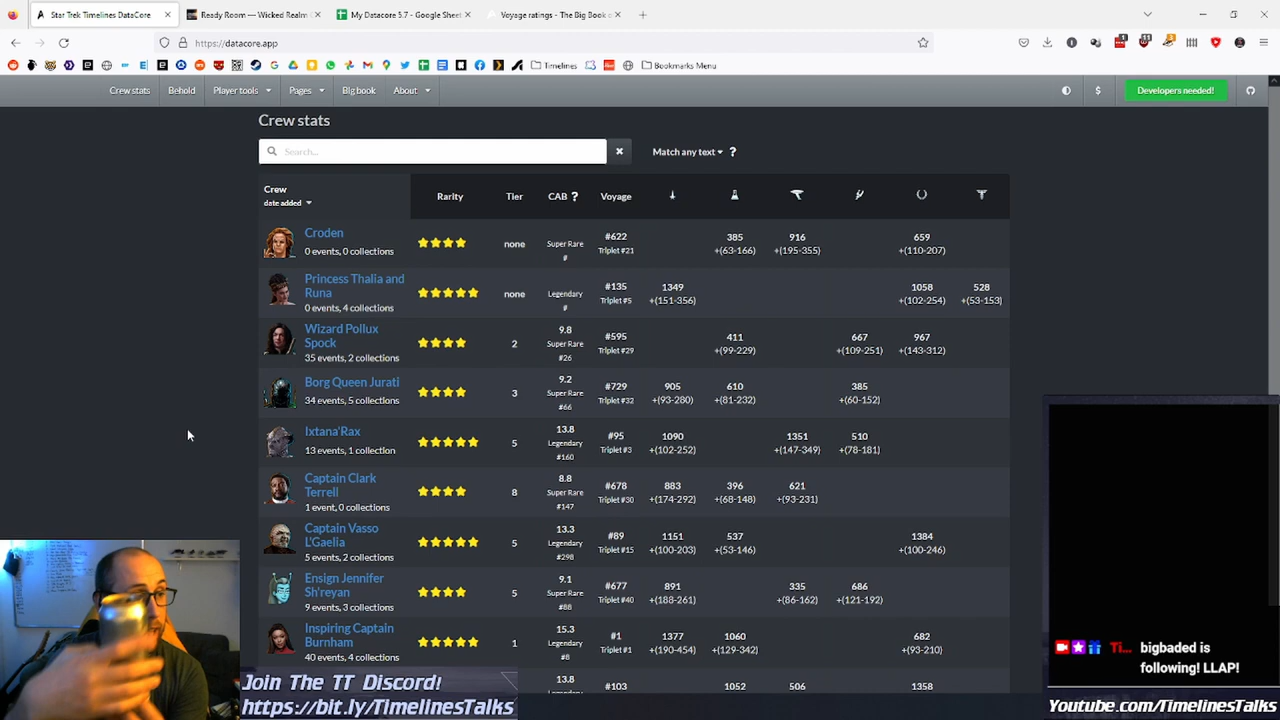 Star Trek Timelines DataCore
Ready Room — Wicked Realm
My Datacore 5.7 - Google Sheet
Voyage ratings - The Big Book o
https://datacore.app
Timelines
Bookmarks Menu
Crew stats
Behold
Player tools
Pages
Big book
About
Developers needed!
Crew stats
Search...
Match any text
Crew
date added
Rarity
Tier
CAB
Voyage
Croden
0 events, 0 collections
none
Super Rare
#
#622
Triplet #21
385
+(63-166)
916
+(195-355)
659
+(110-207)
Princess Thalia and
Runa
0 events, 4 collections
none
Legendary
#
#135
Triplet #5
1349
+(151-356)
1058
+(102-254)
528
+(53-153)
Wizard Pollux
Spock
35 events, 2 collections
2
9.8
Super Rare
#26
#595
Triplet #29
411
+(99-229)
667
+(109-251)
967
+(143-312)
Borg Queen Jurati
34 events, 5 collections
3
9.2
Super Rare
#66
#729
Triplet #32
905
+(93-280)
610
+(81-232)
385
+(60-152)
Ixtana'Rax
13 events, 1 collection
5
13.8
Legendary
#160
#95
Triplet #3
1090
+(102-252)
1351
+(147-349)
510
+(78-181)
Captain Clark
Terrell
1 event, 0 collections
8
8.8
Super Rare
#147
#678
Triplet #30
883
+(174-292)
396
+(68-148)
621
+(93-231)
Captain Vasso
L'Gaelia
5 events, 2 collections
5
13.3
Legendary
#298
#89
Triplet #15
1151
+(100-203)
537
+(53-146)
1384
+(100-246)
Ensign Jennifer
Sh'reyan
9 events, 3 collections
5
9.1
Super Rare
#88
#677
Triplet #40
891
+(188-261)
335
+(86-162)
686
+(121-192)
Inspiring Captain
Burnham
40 events, 4 collections
1
15.3
Legendary
#8
#1
Triplet #1
1377
+(190-454)
1060
+(129-342)
682
+(93-210)
13.8
#103
1052
506
1358
Join The TT Discord!
https://bit.ly/TimelinesTalks
Ti... bigbaded is
following! LLAP!
Youtube.com/TimelinesTalks